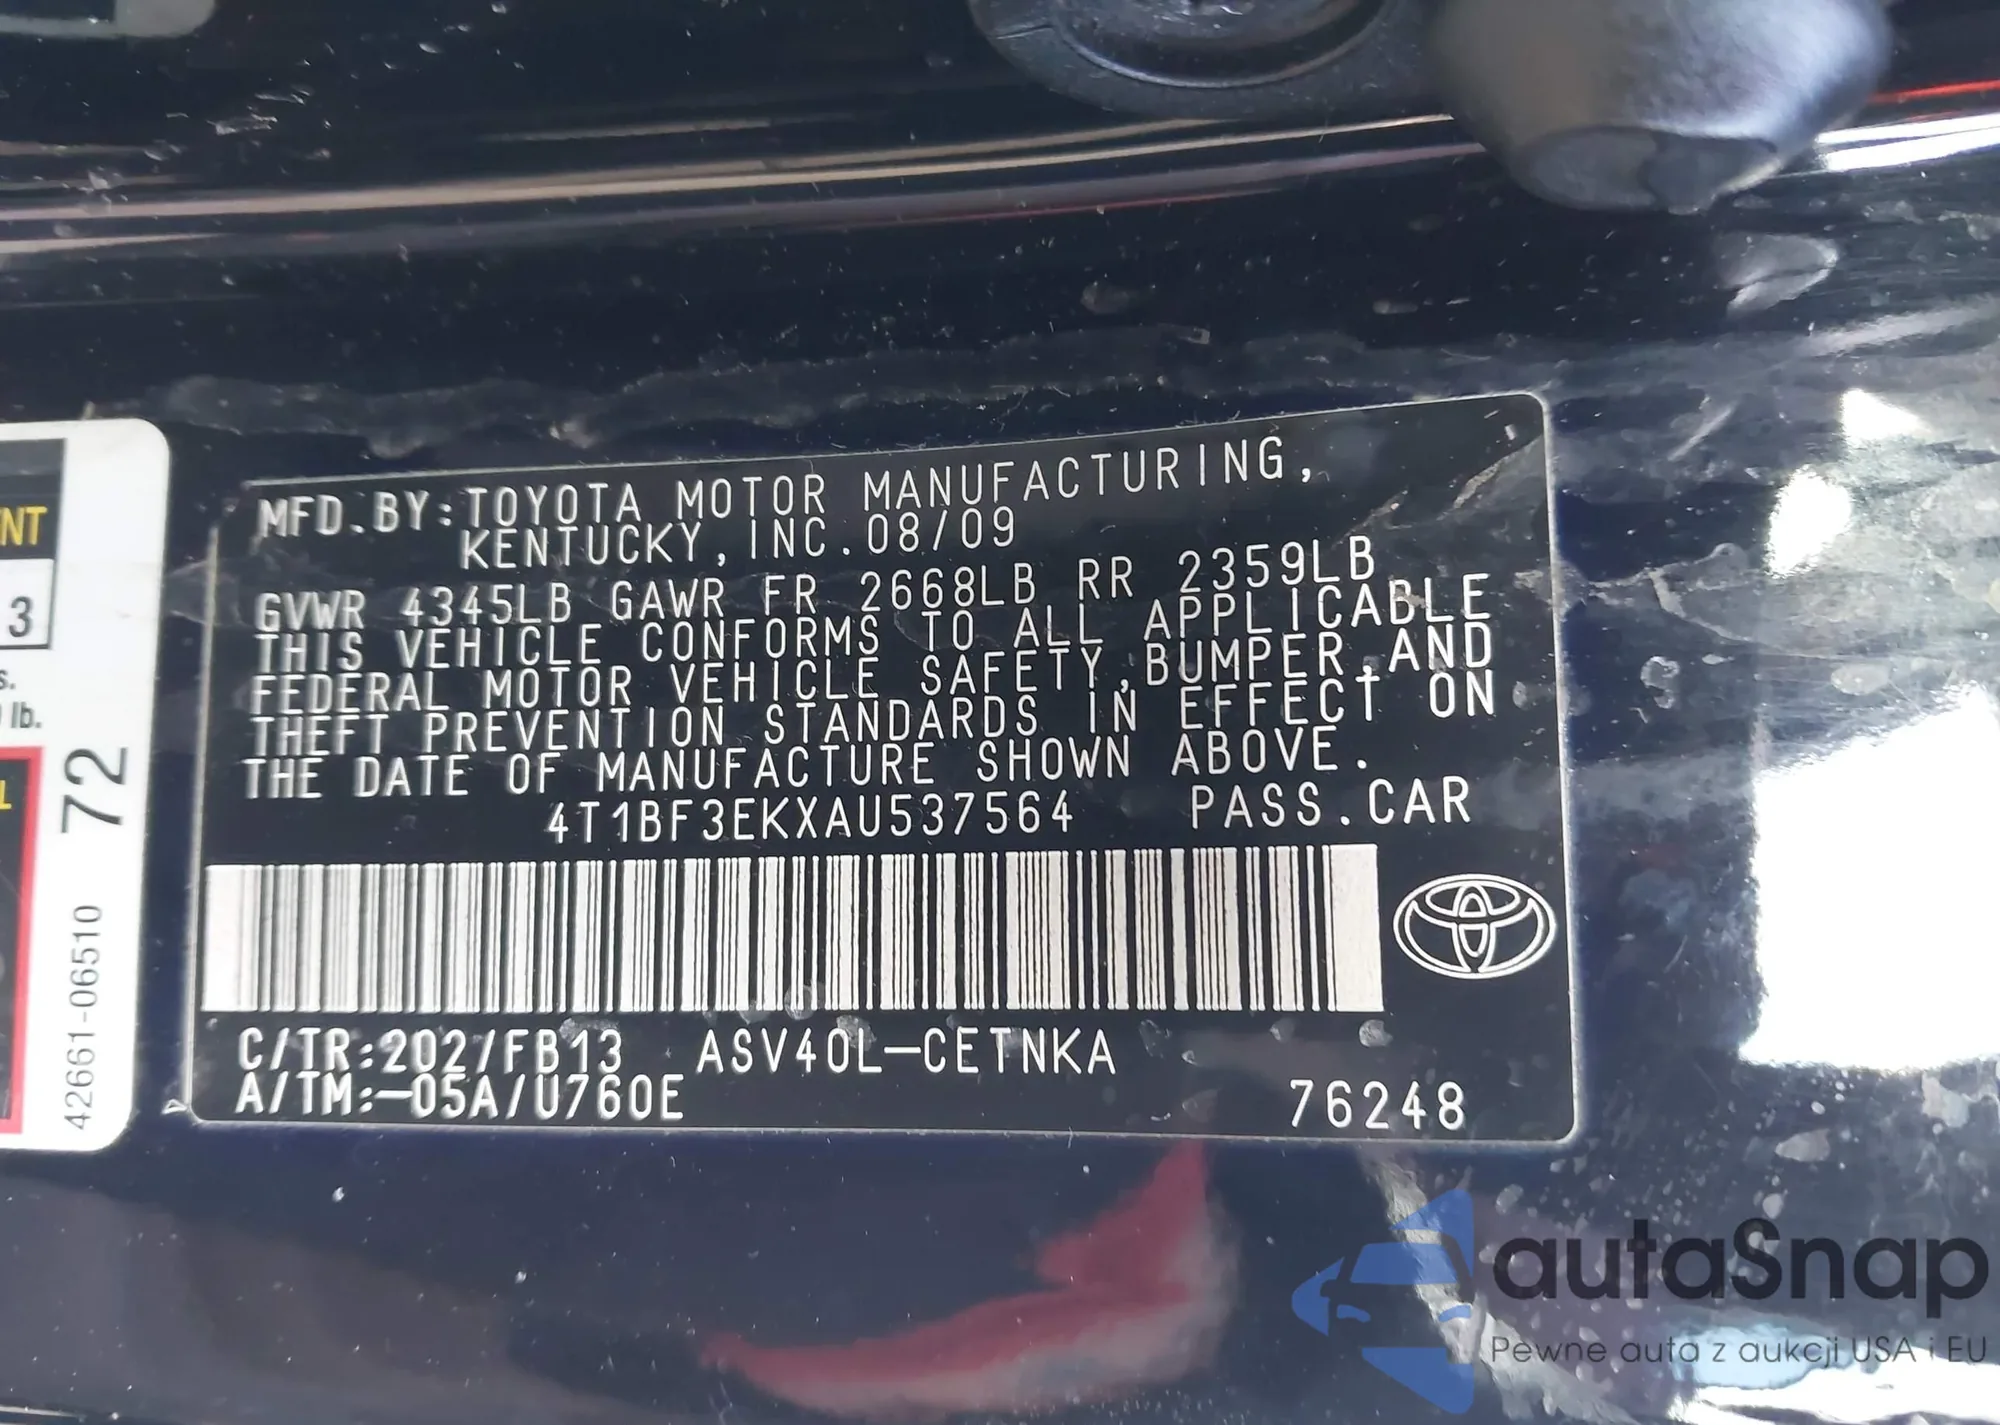 MFD.BY:TOYOTA MOTOR MANUFACTURING,
KENTUCKY, INC. 08/09
GVWR 4345LB GAWR FR 2668LB RR 2359LB
THIS VEHICLE CONFORMS TO ALL APPLICABLE
FEDERAL MOTOR VEHICLE SAFETY, BUMPER, AND
THEFT PREVENTION STANDARDS IN EFFECT ON
THE DATE OF MANUFACTURE SHOWN ABOVE.
4T1BF3EKXAU537564 PASS.CAR
C/TR:202/FB13 ASV40L-CETNKA
A/TM:-05A/U760E
76248
NT
3
s.
lb.
L
72
42661-06510
autaSnap
Pewne auta z aukcji USA i EU